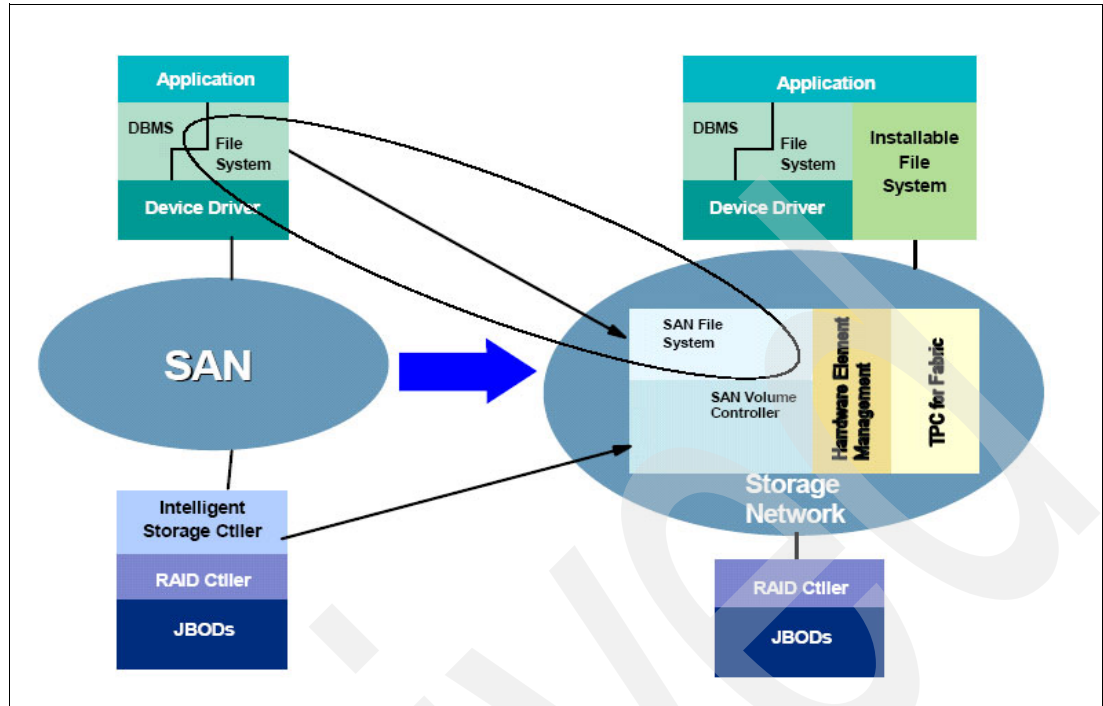 Application
DBMS
File
System
Device Driver
SAN
Intelligent
Storage Ctller
RAID Ctller
JBODs
Application
DBMS
File
System
Installable
File
System
Device Driver
SAN File
System
SAN Volume
Controller
Hardware Element
Management
TPC for Fabric
Storage
Network
RAID Ctller
JBODs